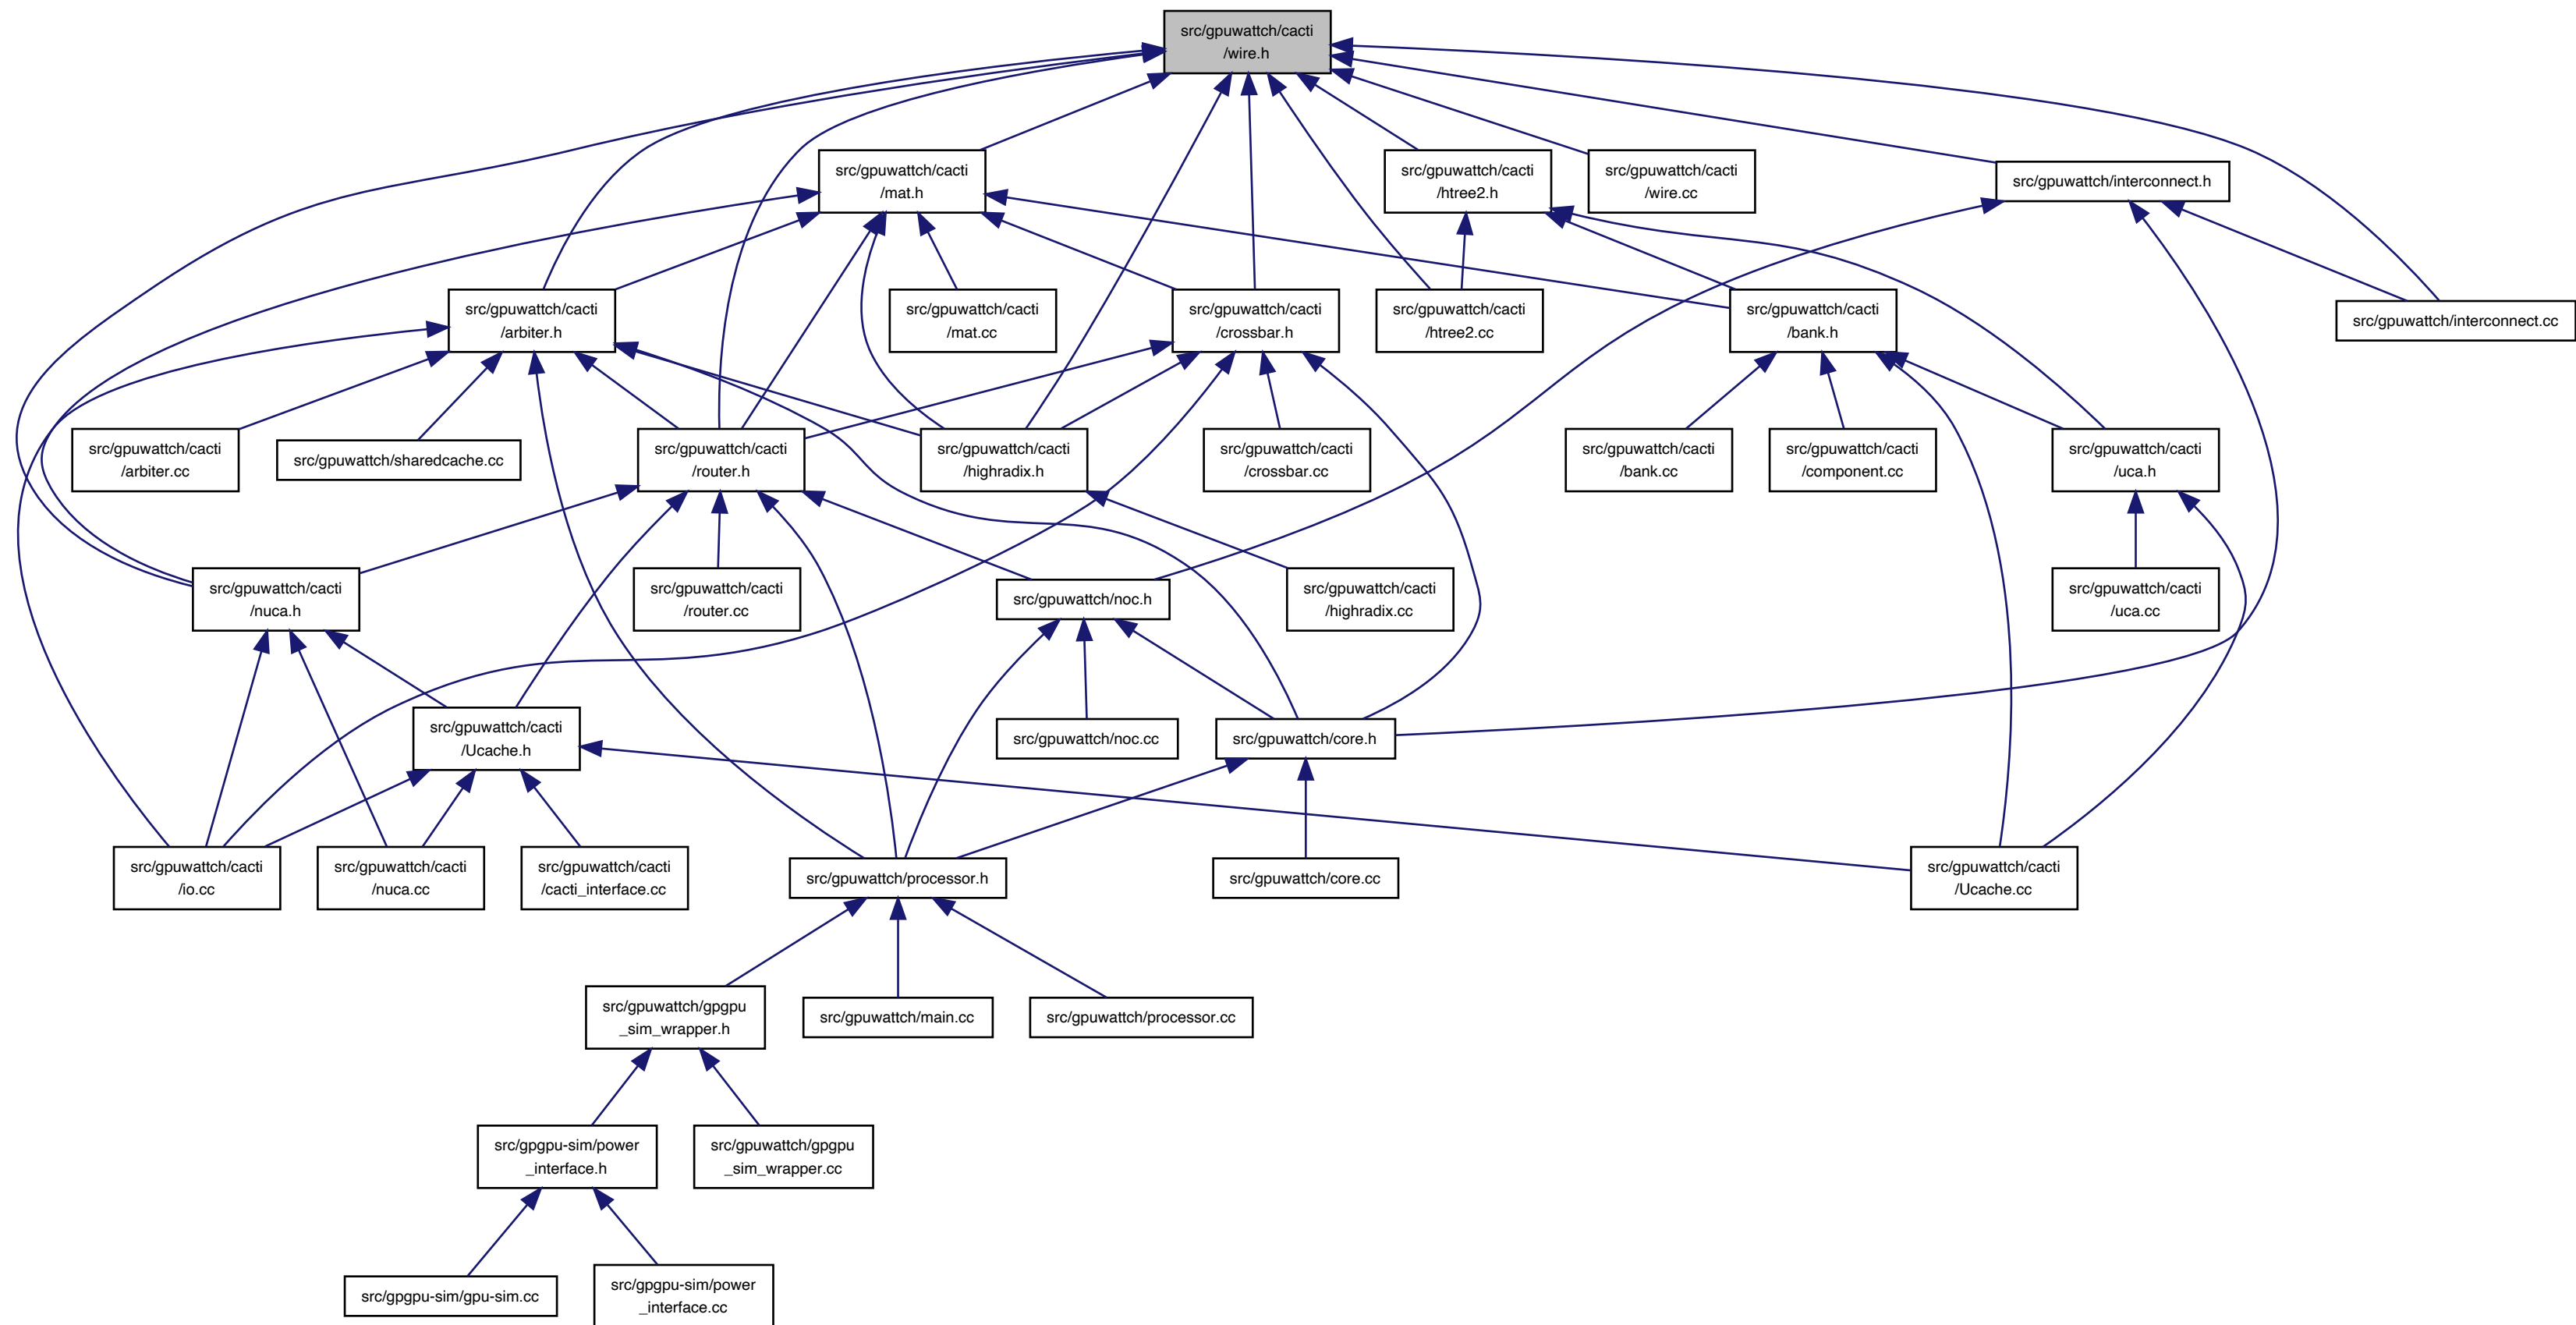 src/gpuwattch/cacti
/wire.h
src/gpuwattch/cacti
/mat.h
src/gpuwattch/cacti
/htree2.h
src/gpuwattch/cacti
/wire.cc
src/gpuwattch/interconnect.h
src/gpuwattch/cacti
/arbiter.h
src/gpuwattch/cacti
/mat.cc
src/gpuwattch/cacti
/crossbar.h
src/gpuwattch/cacti
/htree2.cc
src/gpuwattch/cacti
/bank.h
src/gpuwattch/interconnect.cc
src/gpuwattch/cacti
/arbiter.cc
src/gpuwattch/sharedcache.cc
src/gpuwattch/cacti
/router.h
src/gpuwattch/cacti
/highradix.h
src/gpuwattch/cacti
/crossbar.cc
src/gpuwattch/cacti
/bank.cc
src/gpuwattch/cacti
/component.cc
src/gpuwattch/cacti
/uca.h
src/gpuwattch/cacti
/nuca.h
src/gpuwattch/cacti
/router.cc
src/gpuwattch/noc.h
src/gpuwattch/cacti
/highradix.cc
src/gpuwattch/cacti
/uca.cc
src/gpuwattch/cacti
/Ucache.h
src/gpuwattch/noc.cc
src/gpuwattch/core.h
src/gpuwattch/cacti
/io.cc
src/gpuwattch/cacti
/nuca.cc
src/gpuwattch/cacti
/cacti_interface.cc
src/gpuwattch/processor.h
src/gpuwattch/core.cc
src/gpuwattch/cacti
/Ucache.cc
src/gpuwattch/gpgpu
_sim_wrapper.h
src/gpuwattch/main.cc
src/gpuwattch/processor.cc
src/gpgpu-sim/power
_interface.h
src/gpuwattch/gpgpu
_sim_wrapper.cc
src/gpgpu-sim/gpu-sim.cc
src/gpgpu-sim/power
_interface.cc